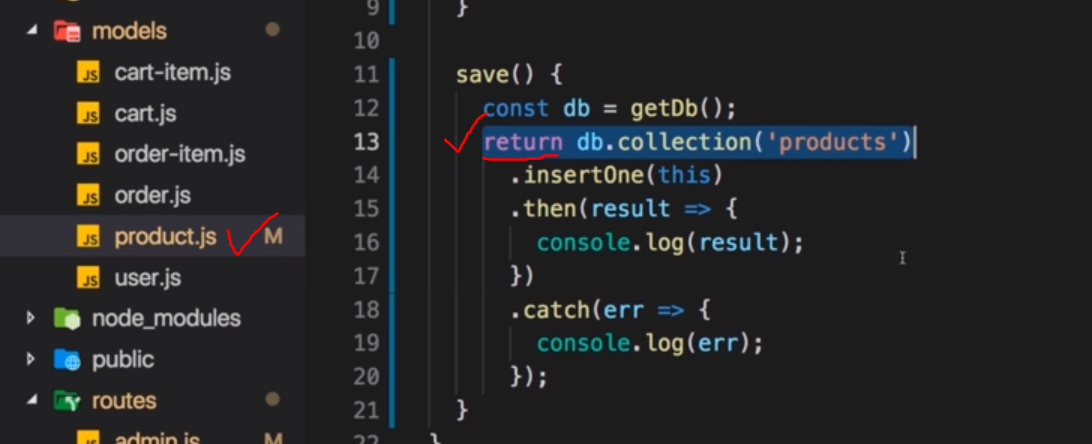 models
JS cart-item.js
JS cart.js
JS order-item.js
JS order.js
JS product.js M
JS user.js
node_modules
public
routes
JS admin.js M
9 }
10
11 save() {
12 const db = getDb();
13 return db.collection('products')
14 .insertOne(this)
15 .then(result => {
16 console.log(result);
17 })
18 .catch(err => {
19 console.log(err);
20 });
21 }
22 }